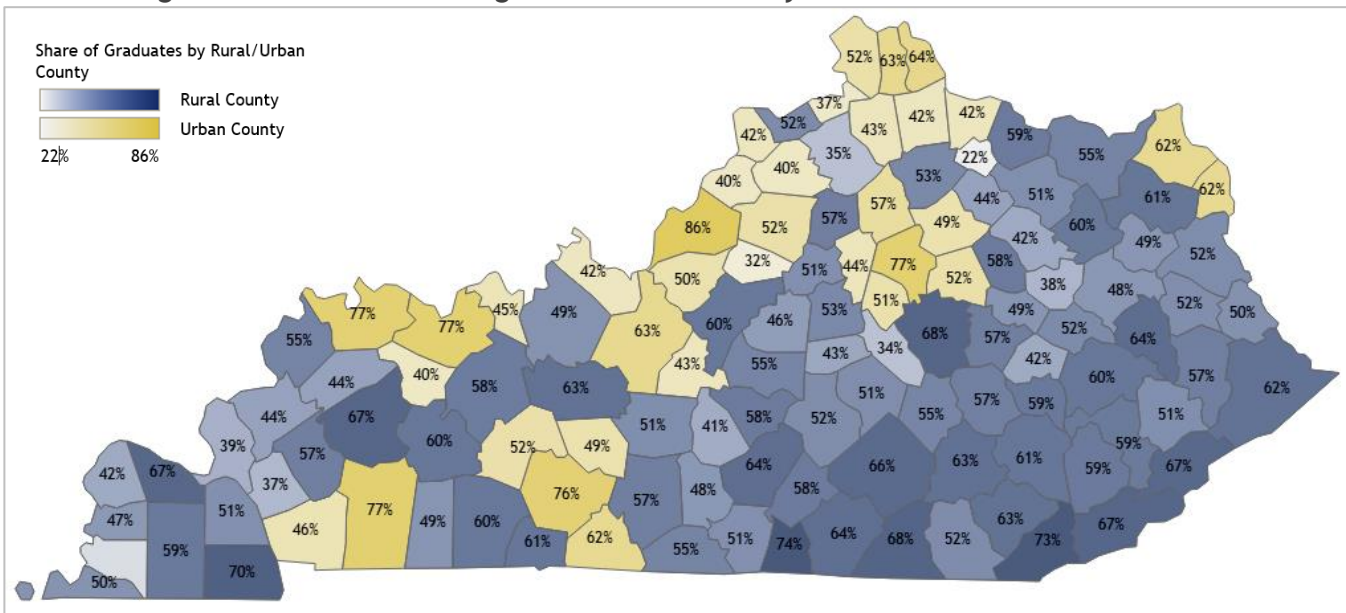 Share of Graduates by Rural/Urban
County
Rural County
Urban County
22% 86%
52% 63% 64%
37% 42% 42%
42% 52% 43% 59%
35% 22% 55% 62%
40% 40% 53%
44% 51% 61% 62%
86% 52% 57% 57% 49% 60%
42% 49% 52%
42% 50% 32% 51% 44% 77% 52% 58%
38% 48%
77% 77% 45% 49% 63% 60% 46% 53% 51% 49% 52% 52% 50%
55% 68% 57% 64%
44% 40% 58% 63% 43% 55% 43% 34% 42% 60% 57% 62%
44% 67% 51% 41% 58% 52% 51% 55% 57% 59% 51%
39% 57% 60% 52% 49% 59%
42% 67% 37% 64% 66% 63% 61% 59% 67%
47% 51% 46% 77% 49% 60% 76% 57% 48% 58%
59% 61% 62% 55% 51% 74% 64% 68% 52% 63% 73% 67%
50% 70%